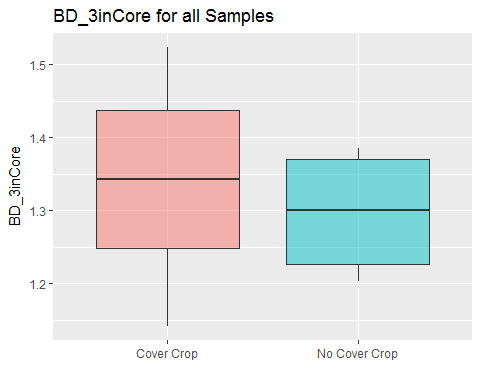 BD_3inCore for all Samples
BD_3inCore
1.5
1.4
1.3
1.2
Cover Crop
No Cover Crop